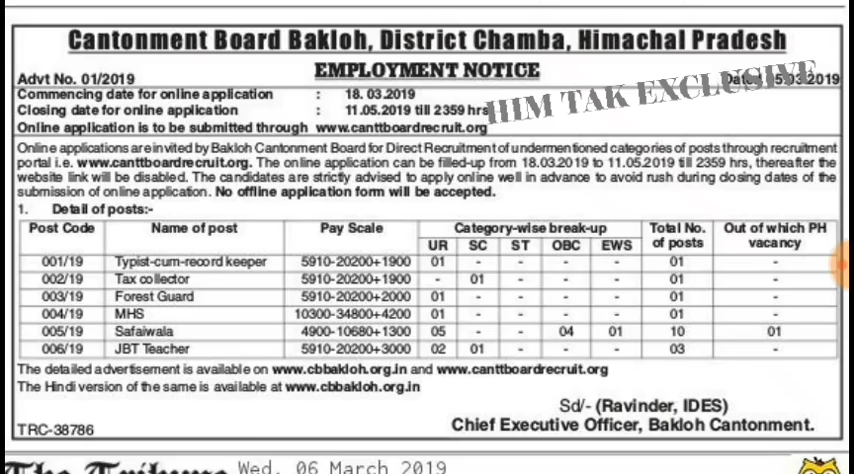 Cantonment Board Bakloh, District Chamba, Himachal Pradesh
EMPLOYMENT NOTICE
Advt No. 01/2019 Date: 05.03.2019
HIM TAK EXCLUSIVE
Commencing date for online application : 18. 03.2019
Closing date for online application : 11.05.2019 till 2359 hrs
Online application is to be submitted through www.canttboardrecruit.org
Online applications are invited by Bakloh Cantonment Board for Direct Recruitment of undermentioned categories of posts through recruitment
portal i.e. www.canttboardrecruit.org. The online application can be filled-up from 18.03.2019 to 11.05.2019 till 2359 hrs, thereafter the
website link will be disabled. The candidates are strictly advised to apply online well in advance to avoid rush during closing dates of the
submission of online application. No offline application form will be accepted.
1. Detail of posts:-
Post Code Name of post Pay Scale Category-wise break-up Total No. Out of which PH
UR SC ST OBC EWS of posts vacancy
001/19 Typist-cum-record keeper 5910-20200+1900 01 - - - - 01 -
002/19 Tax collector 5910-20200+1900 - 01 - - - 01 -
003/19 Forest Guard 5910-20200+2000 01 - - - - 01 -
004/19 MHS 10300-34800+4200 01 - - - - 01 -
005/19 Safaiwala 4900-10680+1300 05 - - 04 01 10 01
006/19 JBT Teacher 5910-20200+3000 02 01 - - - 03 -
The detailed advertisement is available on www.cbbakloh.org.in and www.canttboardrecruit.org
The Hindi version of the same is available at www.cbbakloh.org.in
Sd/- (Ravinder, IDES)
TRC-38786 Chief Executive Officer, Bakloh Cantonment.
The Tribune Wed, 06 March 2019